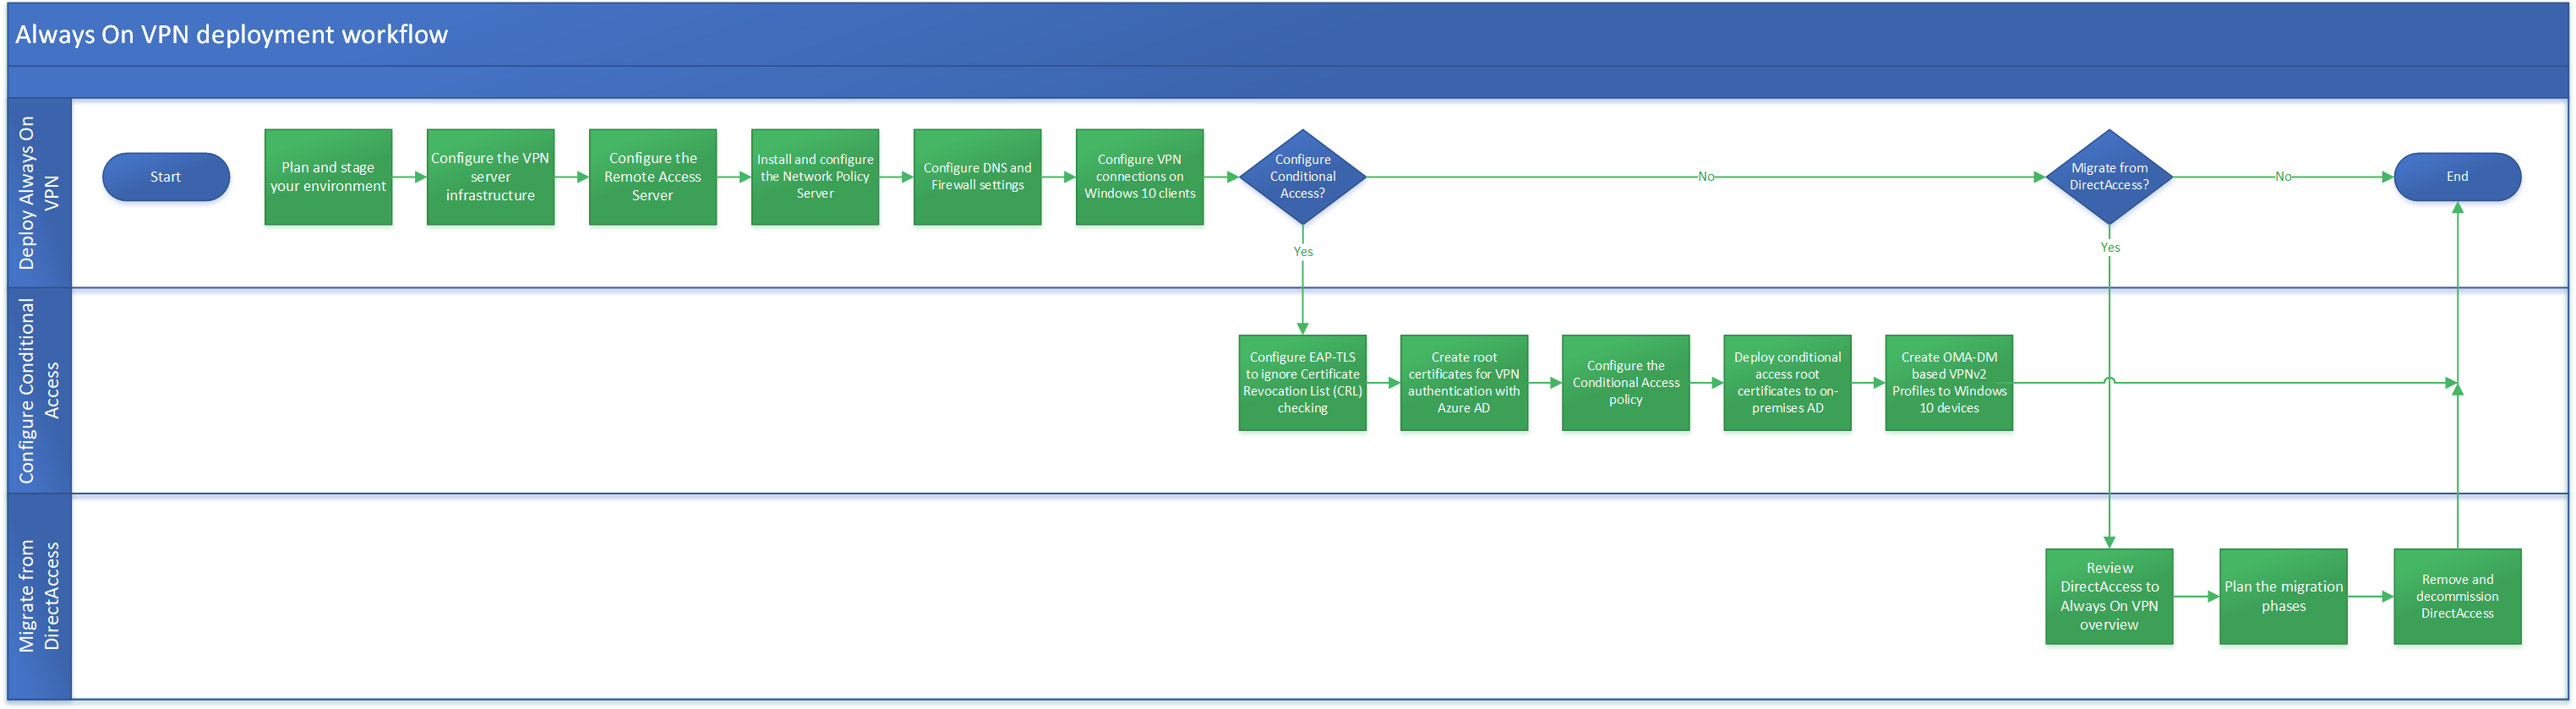 Always On VPN deployment workflow
Deploy Always On
VPN
Start
Plan and stage
your environment
Configure the VPN
server
infrastructure
Configure the
Remote Access
Server
Install and configure
the Network Policy
Server
Configure DNS and
Firewall settings
Configure VPN
connections on
Windows 10 clients
Configure
Conditional
Access?
No
Yes
Migrate from
DirectAccess?
No
Yes
End
Configure Conditional
Access
Configure EAP-TLS
to ignore Certificate
Revocation List (CRL)
checking
Create root
certificates for VPN
authentication with
Azure AD
Configure the
Conditional Access
policy
Deploy conditional
access root
certificates to on-
premises AD
Create OMA-DM
based VPNv2
Profiles to Windows
10 devices
Migrate from
DirectAccess
Review
DirectAccess to
Always On VPN
overview
Plan the migration
phases
Remove and
decommission
DirectAccess